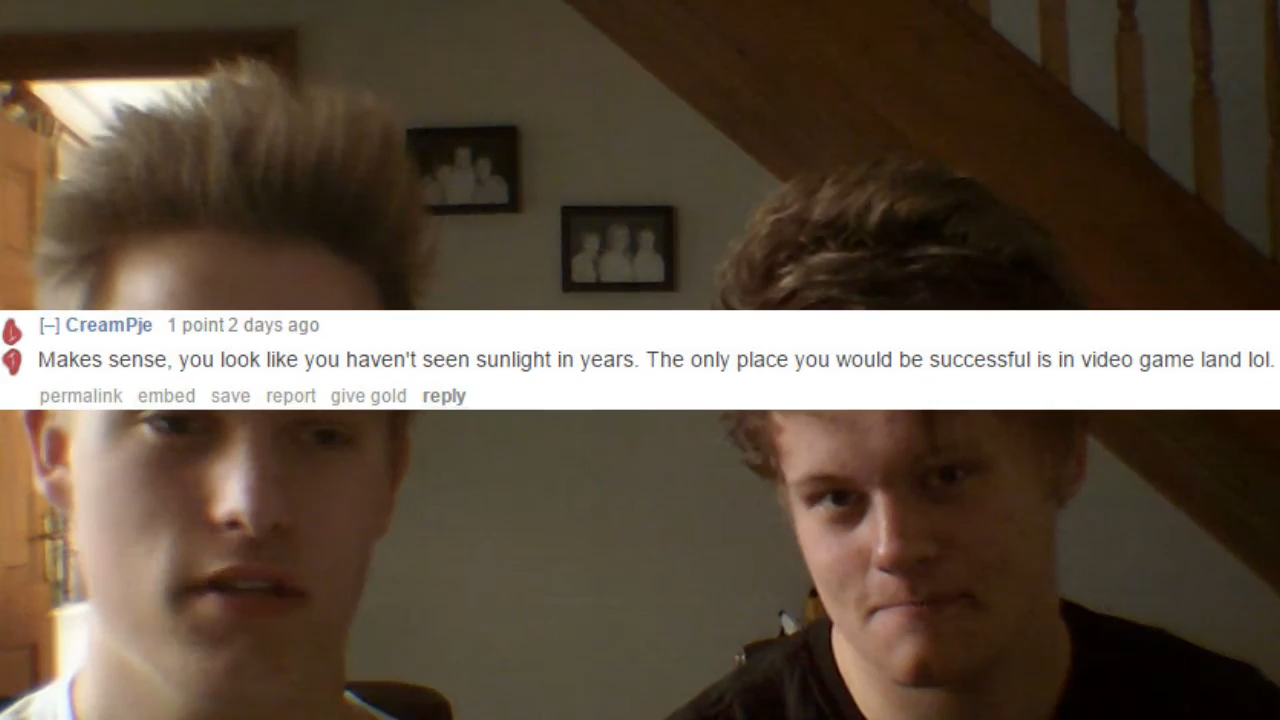 [–] CreamPje 1 point 2 days ago
Makes sense, you look like you haven't seen sunlight in years. The only place you would be successful is in video game land lol.
permalink embed save report give gold reply